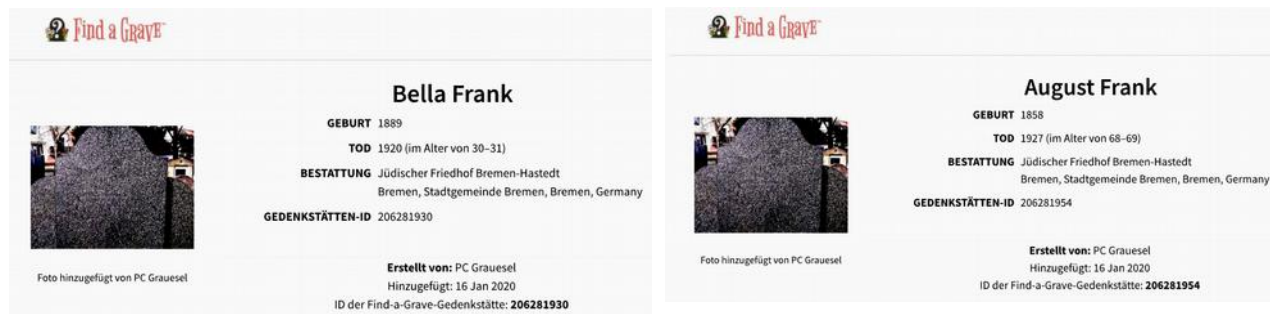 Find a Grave
Bella Frank
GEBURT 1889
TOD 1920 (im Alter von 30–31)
BESTATTUNG Jüdischer Friedhof Bremen-Hastedt
Bremen, Stadtgemeinde Bremen, Bremen, Germany
GEDENKSTÄTTEN-ID 206281930
Foto hinzugefügt von PC Grauesel
Erstellt von: PC Grauesel
Hinzugefügt: 16 Jan 2020
ID der Find-a-Grave-Gedenkstätte: 206281930
Find a Grave
August Frank
GEBURT 1858
TOD 1927 (im Alter von 68–69)
BESTATTUNG Jüdischer Friedhof Bremen-Hastedt
Bremen, Stadtgemeinde Bremen, Bremen, Germany
GEDENKSTÄTTEN-ID 206281954
Foto hinzugefügt von PC Grauesel
Erstellt von: PC Grauesel
Hinzugefügt: 16 Jan 2020
ID der Find-a-Grave-Gedenkstätte: 206281954